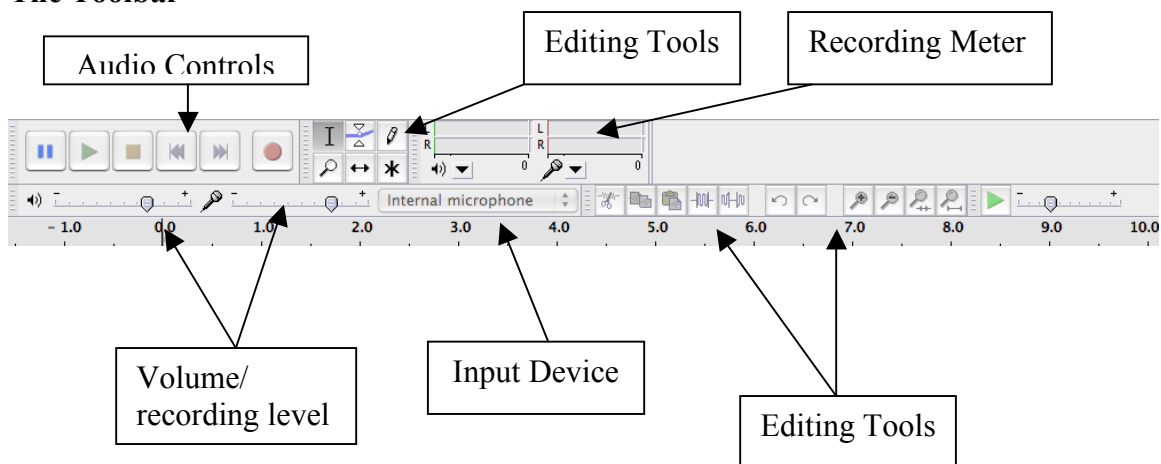 The Toolbar
Editing Tools
Recording Meter
Audio Controls
L
R
0
L
R
0
- +
- +
Internal microphone
- +
- 1.0 0.0 1.0 2.0 3.0 4.0 5.0 6.0 7.0 8.0 9.0 10.0
Volume/
recording level
Input Device
Editing Tools